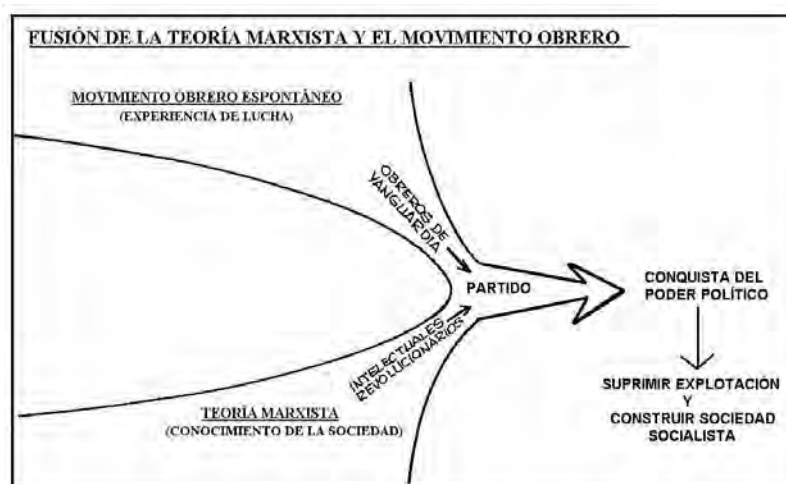 FUSIÓN DE LA TEORÍA MARXISTA Y EL MOVIMIENTO OBRERO
MOVIMIENTO OBRERO ESPONTÁNEO
(EXPERIENCIA DE LUCHA)
OBREROS DE
VANGUARDIA
PARTIDO
CONQUISTA DEL
PODER POLÍTICO
INTELECTUALES
REVOLUCIONARIOS
SUPRIMIR EXPLOTACIÓN
Y
CONSTRUIR SOCIEDAD
SOCIALISTA
TEORÍA MARXISTA
(CONOCIMIENTO DE LA SOCIEDAD)